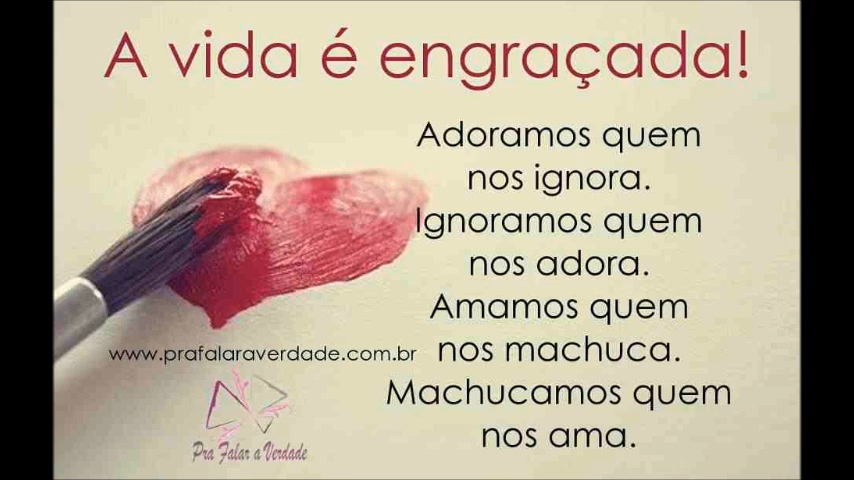 A vida é engraçada!
Adoramos quem
nos ignora.
Ignoramos quem
nos adora.
Amamos quem
nos machuca.
Machucamos quem
nos ama.
www.prafalaraverdade.com.br
Pra Falar a Verdade